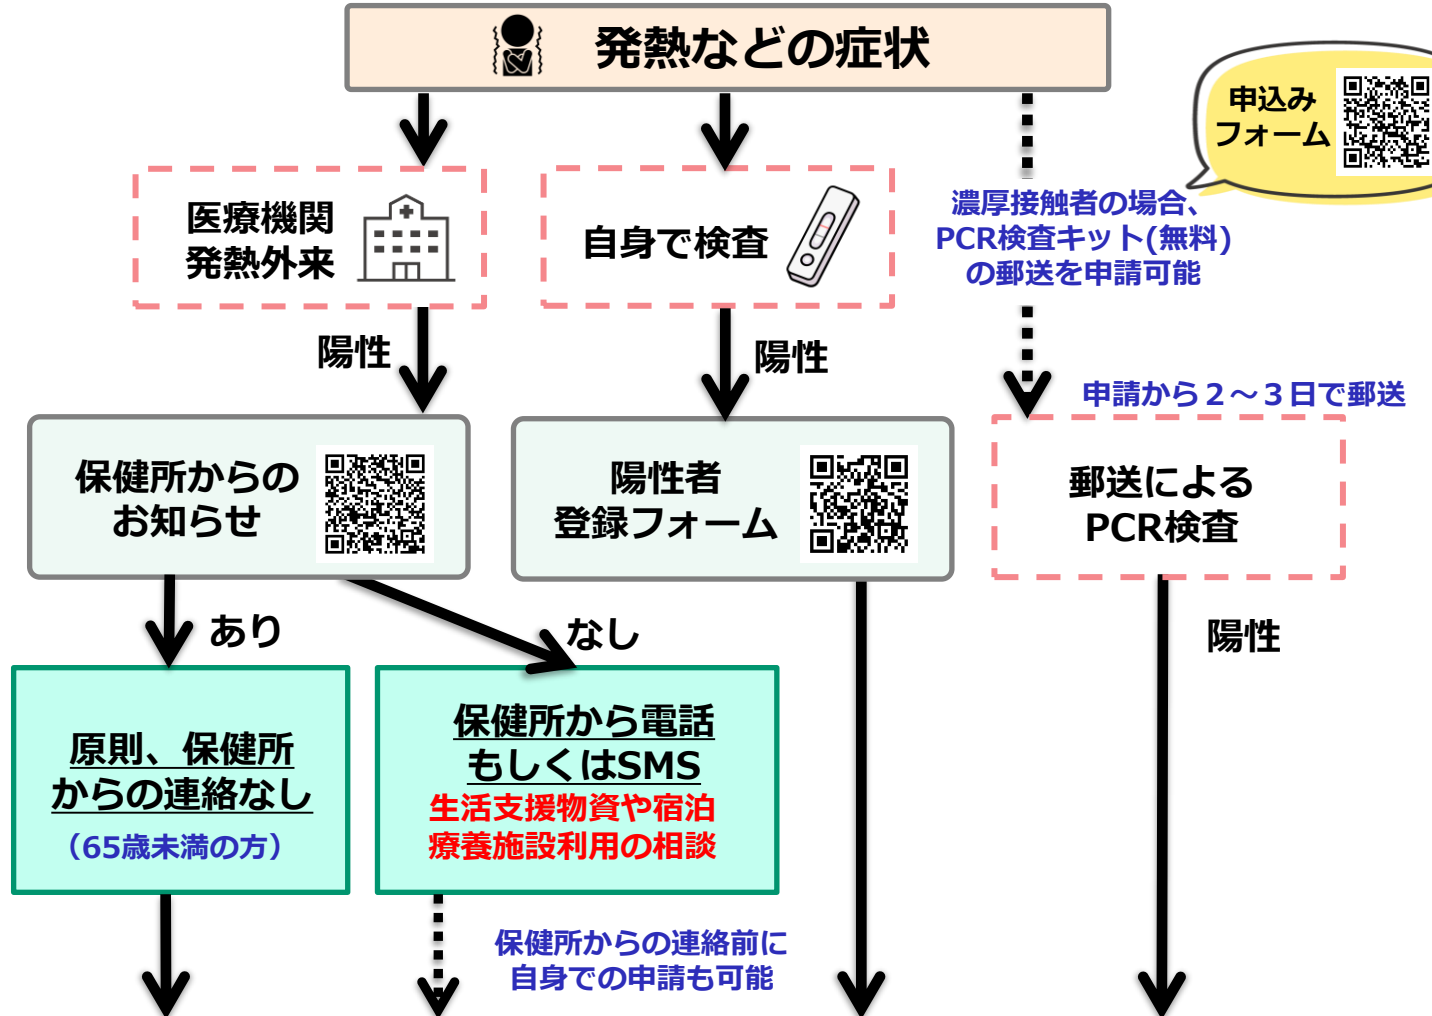 発熱などの症状
申込み
フォーム
医療機関
発熱外来
自身で検査
濃厚接触者の場合、
PCR検査キット(無料)
の郵送を申請可能
陽性
陽性
申請から２～３日で郵送
保健所からの
お知らせ
陽性者
登録フォーム
郵送による
PCR検査
あり
なし
陽性
原則、保健所
からの連絡なし
（65歳未満の方）
保健所から電話
もしくはSMS
生活支援物資や宿泊
療養施設利用の相談
保健所からの連絡前に
自身での申請も可能